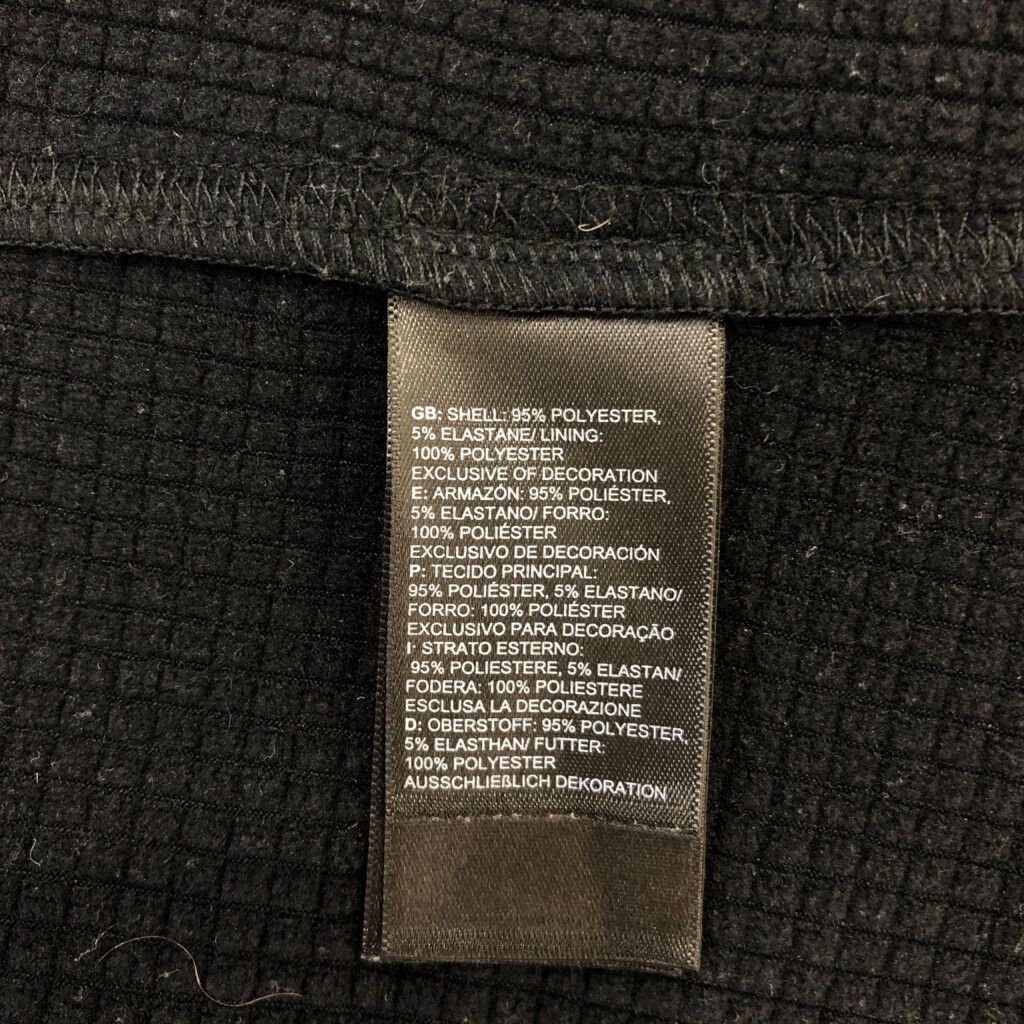 GB: SHELL: 95% POLYESTER,
5% ELASTANE/ LINING:
100% POLYESTER
EXCLUSIVE OF DECORATION
E: ARMAZÓN: 95% POLIÉSTER,
5% ELASTANO/ FORRO:
100% POLIÉSTER
EXCLUSIVO DE DECORACIÓN
P: TECIDO PRINCIPAL:
95% POLIÉSTER, 5% ELASTANO/
FORRO: 100% POLIÉSTER
EXCLUSIVO PARA DECORAÇÃO
I: STRATO ESTERNO:
95% POLIESTERE, 5% ELASTAN/
FODERA: 100% POLIESTERE
ESCLUSA LA DECORAZIONE
D: OBERSTOFF: 95% POLYESTER,
5% ELASTHAN/ FUTTER:
100% POLYESTER
AUSSCHLIEßLICH DEKORATION